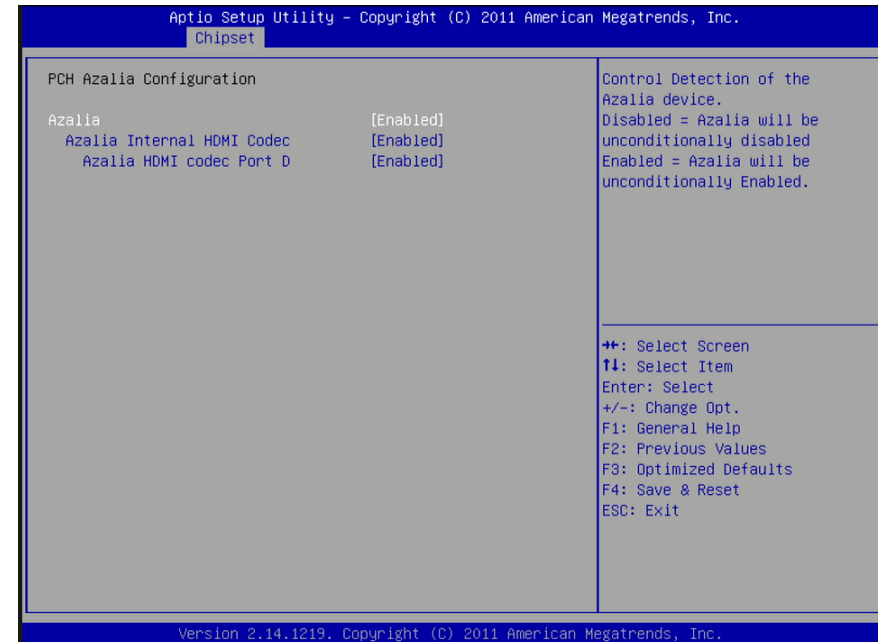 Aptio Setup Utility – Copyright (C) 2011 American Megatrends, Inc.
Chipset
PCH Azalia Configuration
Azalia [Enabled]
Azalia Internal HDMI Codec [Enabled]
Azalia HDMI codec Port D [Enabled]
Control Detection of the
Azalia device.
Disabled = Azalia will be
unconditionally disabled
Enabled = Azalia will be
unconditionally Enabled.
→←: Select Screen
↑↓: Select Item
Enter: Select
+/-: Change Opt.
F1: General Help
F2: Previous Values
F3: Optimized Defaults
F4: Save & Reset
ESC: Exit
Version 2.14.1219. Copyright (C) 2011 American Megatrends, Inc.